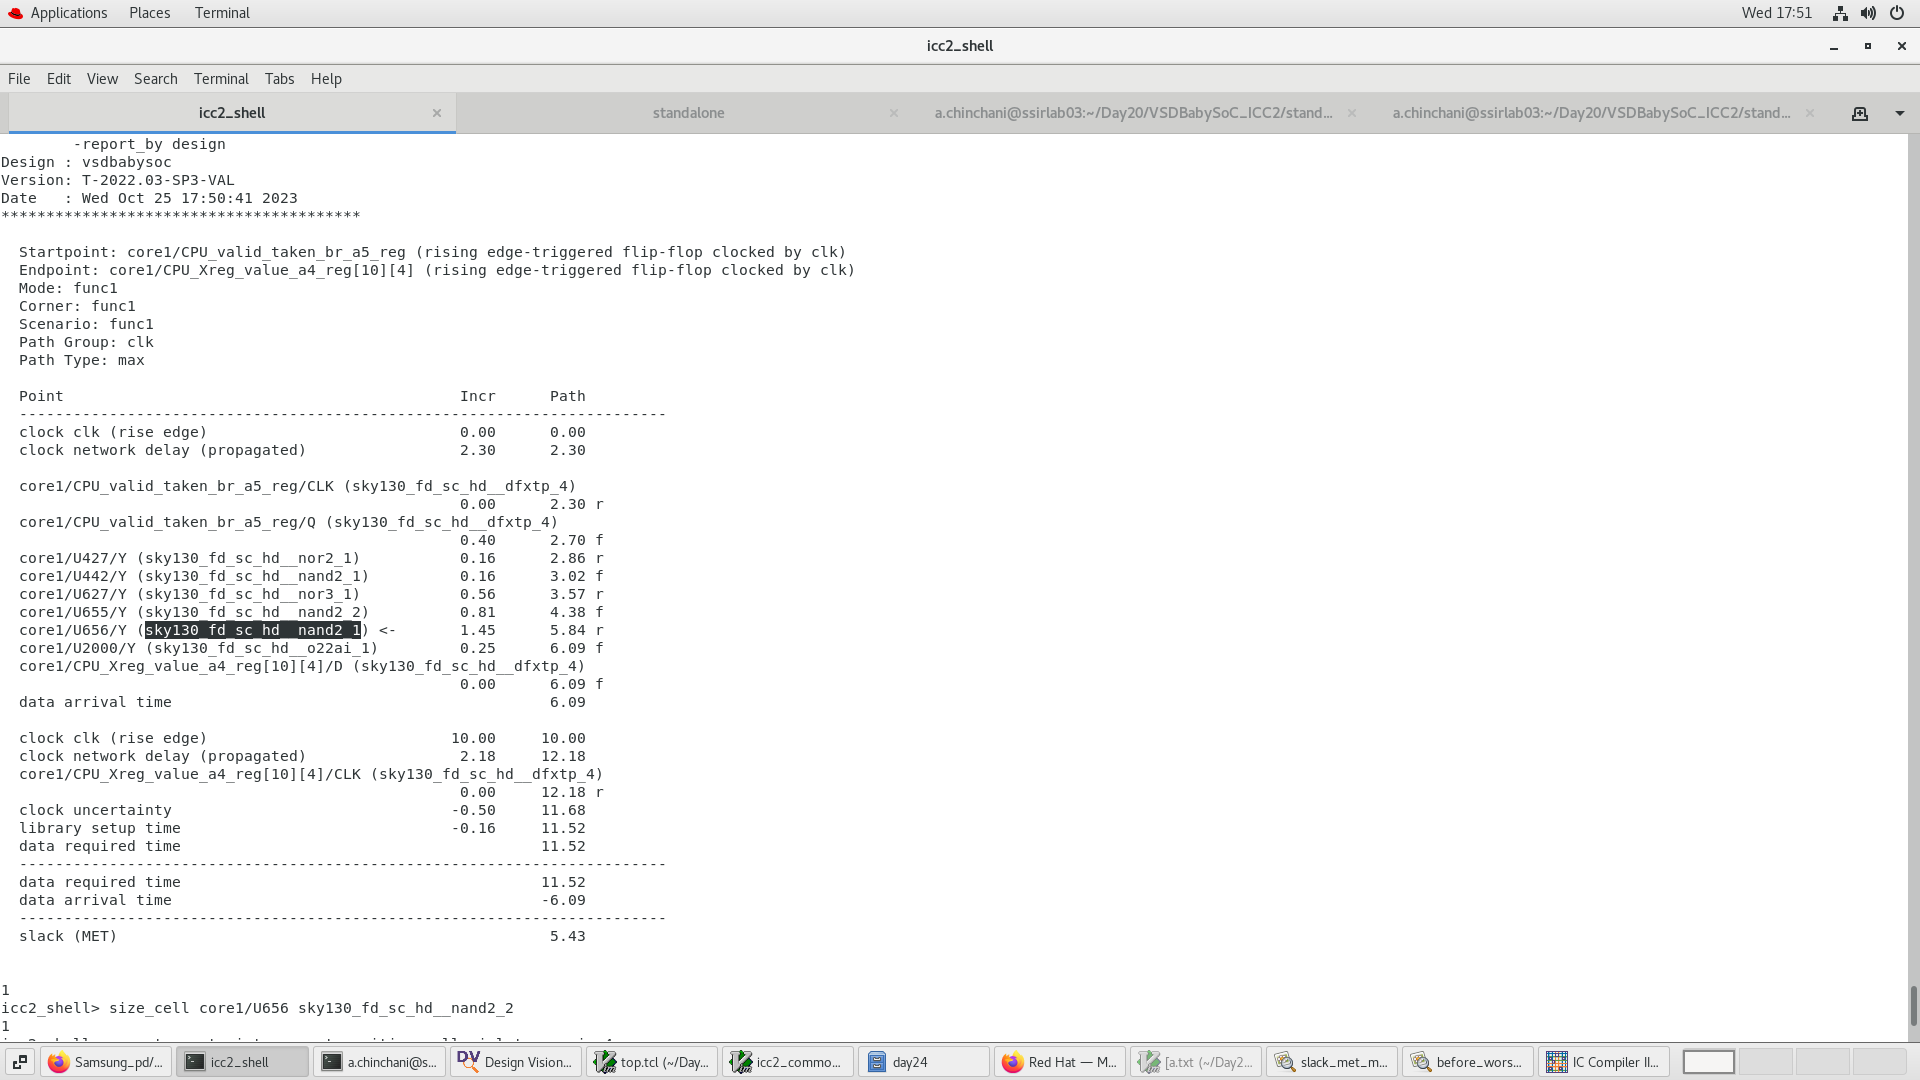 Applications Places Terminal Wed 17:51
icc2_shell
File Edit View Search Terminal Tabs Help
icc2_shell standalone a.chinchani@ssirlab03:~/Day20/VSDBabySoC_ICC2/stand... a.chinchani@ssirlab03:~/Day20/VSDBabySoC_ICC2/stand...
-report_by design
Design : vsdbabysoc
Version: T-2022.03-SP3-VAL
Date   : Wed Oct 25 17:50:41 2023
****************************************
Startpoint: core1/CPU_valid_taken_br_a5_reg (rising edge-triggered flip-flop clocked by clk)
Endpoint: core1/CPU_Xreg_value_a4_reg[10][4] (rising edge-triggered flip-flop clocked by clk)
Mode: func1
Corner: func1
Scenario: func1
Path Group: clk
Path Type: max
Point Incr Path
------------------------------------------------------------------------
clock clk (rise edge) 0.00 0.00
clock network delay (propagated) 2.30 2.30
core1/CPU_valid_taken_br_a5_reg/CLK (sky130_fd_sc_hd__dfxtp_4)
0.00 2.30 r
core1/CPU_valid_taken_br_a5_reg/Q (sky130_fd_sc_hd__dfxtp_4)
0.40 2.70 f
core1/U427/Y (sky130_fd_sc_hd__nor2_1) 0.16 2.86 r
core1/U442/Y (sky130_fd_sc_hd__nand2_1) 0.16 3.02 f
core1/U627/Y (sky130_fd_sc_hd__nor3_1) 0.56 3.57 r
core1/U655/Y (sky130_fd_sc_hd__nand2_2) 0.81 4.38 f
core1/U656/Y (sky130_fd_sc_hd__nand2_1) <- 1.45 5.84 r
core1/U2000/Y (sky130_fd_sc_hd__o22ai_1) 0.25 6.09 f
core1/CPU_Xreg_value_a4_reg[10][4]/D (sky130_fd_sc_hd__dfxtp_4)
0.00 6.09 f
data arrival time 6.09
clock clk (rise edge) 10.00 10.00
clock network delay (propagated) 2.18 12.18
core1/CPU_Xreg_value_a4_reg[10][4]/CLK (sky130_fd_sc_hd__dfxtp_4)
0.00 12.18 r
clock uncertainty -0.50 11.68
library setup time -0.16 11.52
data required time 11.52
------------------------------------------------------------------------
data required time 11.52
data arrival time -6.09
------------------------------------------------------------------------
slack (MET) 5.43
1
icc2_shell> size_cell core1/U656 sky130_fd_sc_hd__nand2_2
1
Samsung_pd/... icc2_shell a.chinchani@s... Design Vision... top.tcl (~/Day... icc2_commo... day24 Red Hat — M... [a.txt (~/Day2... slack_met_m... before_wors... IC Compiler II...